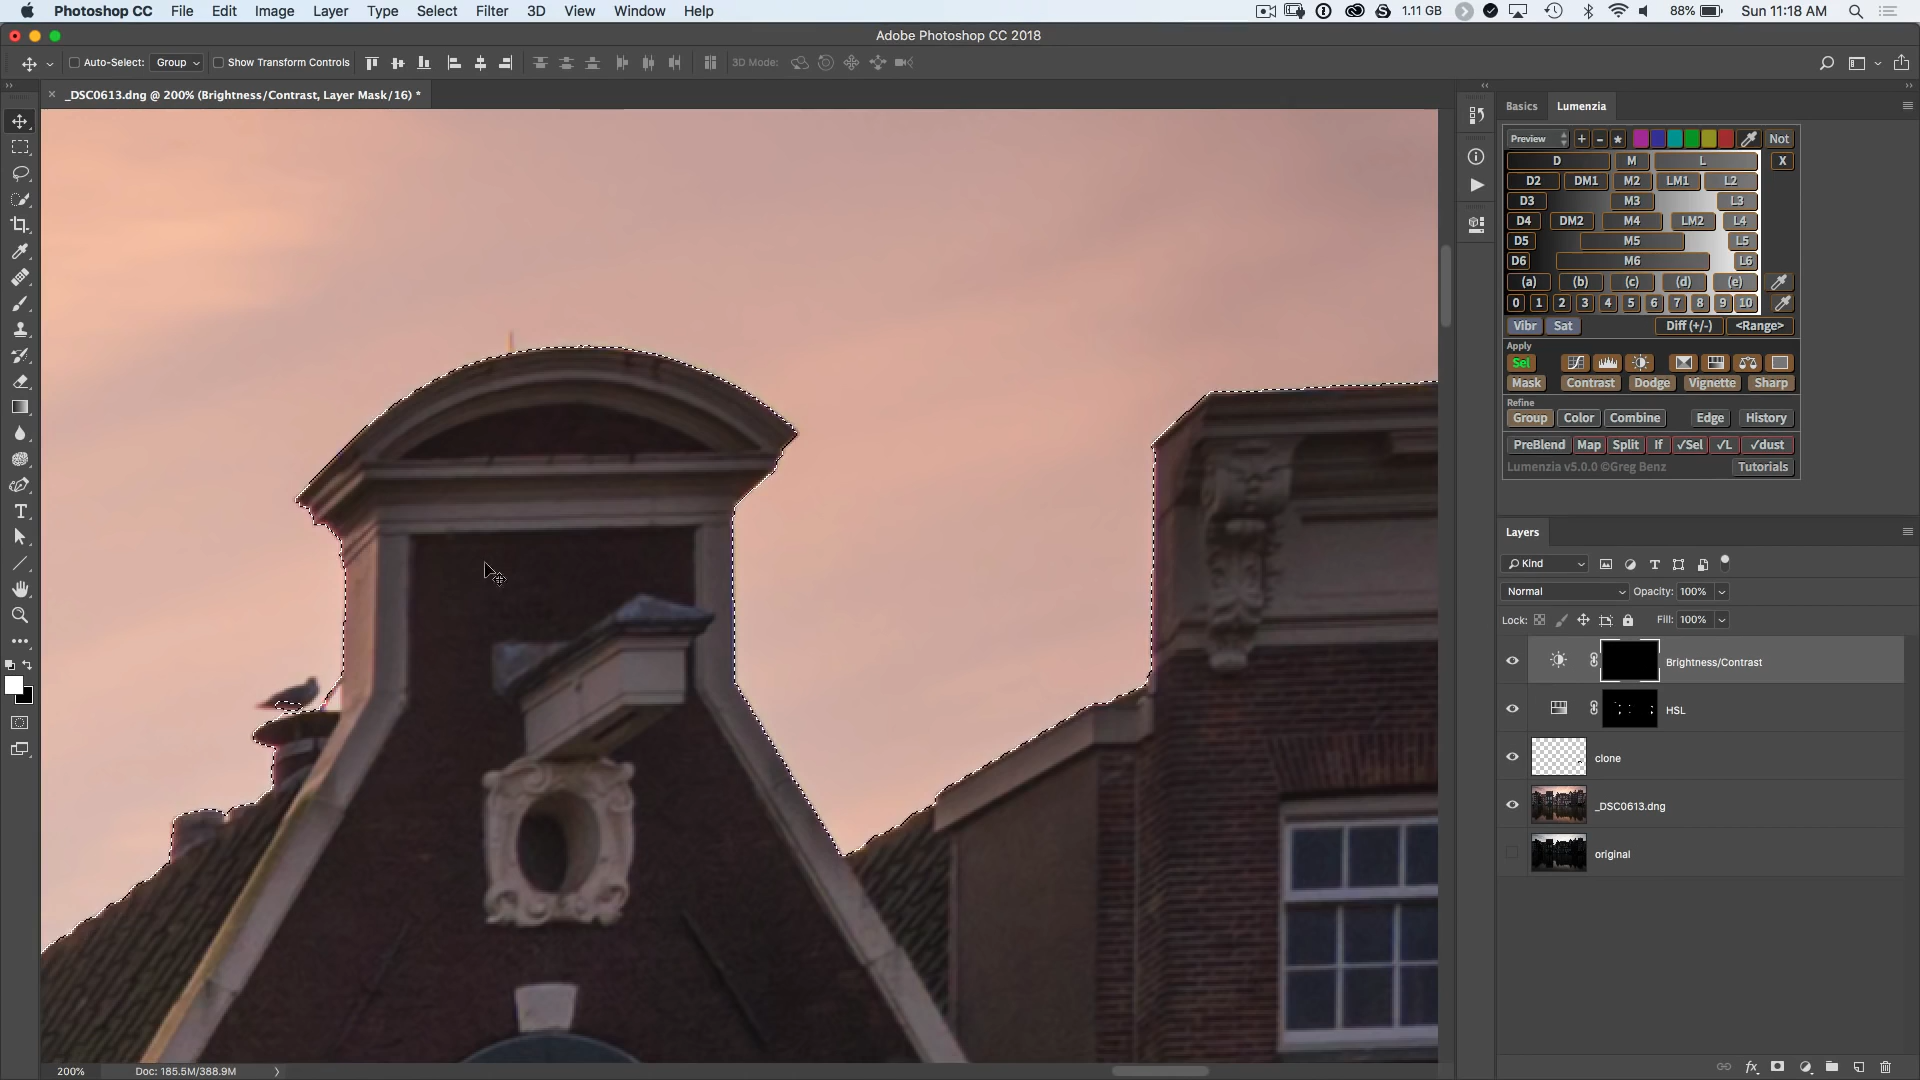 Photoshop CC File Edit Image Layer Type Select Filter 3D View Window Help 1.11 GB 88% Sun 11:18 AM
Adobe Photoshop CC 2018
Auto-Select: Group Show Transform Controls 3D Mode:
_DSC0613.dng @ 200% (Brightness/Contrast, Layer Mask/16) *
Basics Lumenzia
Preview + - * Not
D M L X
D2 DM1 M2 LM1 L2
D3 M3 L3
D4 DM2 M4 LM2 L4
D5 M5 L5
D6 M6 L6
(a) (b) (c) (d) (e)
0 1 2 3 4 5 6 7 8 9 10
Vibr Sat Diff (+/-) <Range>
Apply
Sel
Mask Contrast Dodge Vignette Sharp
Refine
Group Color Combine Edge History
PreBlend Map Split If √Sel √L √dust
Lumenzia v5.0.0 ©Greg Benz Tutorials
Layers
Kind
Normal Opacity: 100%
Lock: Fill: 100%
Brightness/Contrast
HSL
clone
_DSC0613.dng
original
200% Doc: 185.5M/388.9M